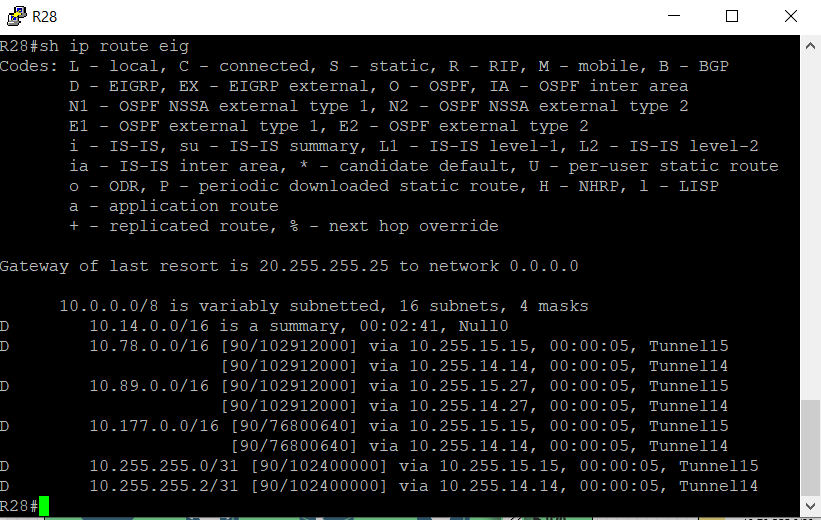 R28
R28#sh ip route eig
Codes: L - local, C - connected, S - static, R - RIP, M - mobile, B - BGP
       D - EIGRP, EX - EIGRP external, O - OSPF, IA - OSPF inter area
       N1 - OSPF NSSA external type 1, N2 - OSPF NSSA external type 2
       E1 - OSPF external type 1, E2 - OSPF external type 2
       i - IS-IS, su - IS-IS summary, L1 - IS-IS level-1, L2 - IS-IS level-2
       ia - IS-IS inter area, * - candidate default, U - per-user static route
       o - ODR, P - periodic downloaded static route, H - NHRP, l - LISP
       a - application route
       + - replicated route, % - next hop override
Gateway of last resort is 20.255.255.25 to network 0.0.0.0
      10.0.0.0/8 is variably subnetted, 16 subnets, 4 masks
D        10.14.0.0/16 is a summary, 00:02:41, Null0
D        10.78.0.0/16 [90/102912000] via 10.255.15.15, 00:00:05, Tunnel15
                      [90/102912000] via 10.255.14.14, 00:00:05, Tunnel14
D        10.89.0.0/16 [90/102912000] via 10.255.15.27, 00:00:05, Tunnel15
                      [90/102912000] via 10.255.14.27, 00:00:05, Tunnel14
D        10.177.0.0/16 [90/76800640] via 10.255.15.15, 00:00:05, Tunnel15
                       [90/76800640] via 10.255.14.14, 00:00:05, Tunnel14
D        10.255.255.0/31 [90/102400000] via 10.255.15.15, 00:00:05, Tunnel15
D        10.255.255.2/31 [90/102400000] via 10.255.14.14, 00:00:05, Tunnel14
R28#